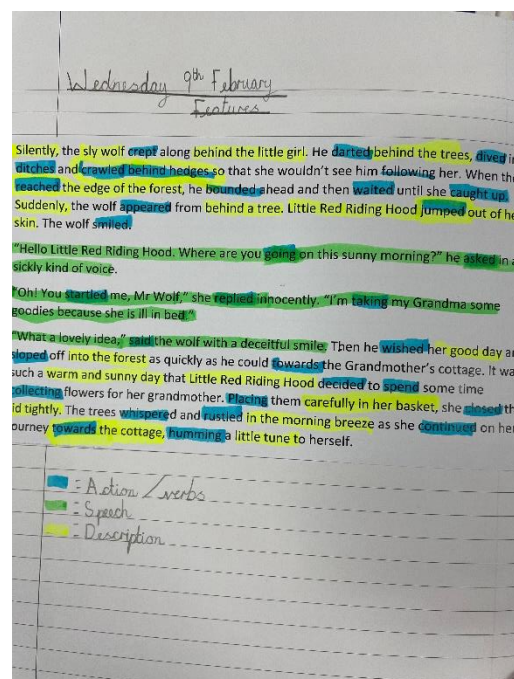 Wednesday 9th February
Features
Silently, the sly wolf crept along behind the little girl. He darted behind the trees, dived in
ditches and crawled behind hedges so that she wouldn't see him following her. When the
reached the edge of the forest, he bounded ahead and then waited until she caught up.
Suddenly, the wolf appeared from behind a tree. Little Red Riding Hood jumped out of he
skin. The wolf smiled.
"Hello Little Red Riding Hood. Where are you going on this sunny morning?" he asked in a
sickly kind of voice.
"Oh! You startled me, Mr Wolf," she replied innocently. "I'm taking my Grandma some
goodies because she is ill in bed."
"What a lovely idea," said the wolf with a deceitful smile. Then he wished her good day an
sloped off into the forest as quickly as he could towards the Grandmother's cottage. It wa
such a warm and sunny day that Little Red Riding Hood decided to spend some time
collecting flowers for her grandmother. Placing them carefully in her basket, she closed th
id tightly. The trees whispered and rustled in the morning breeze as she continued on her
ourney towards the cottage, humming a little tune to herself.
= Action / verbs
= Speech
= Description